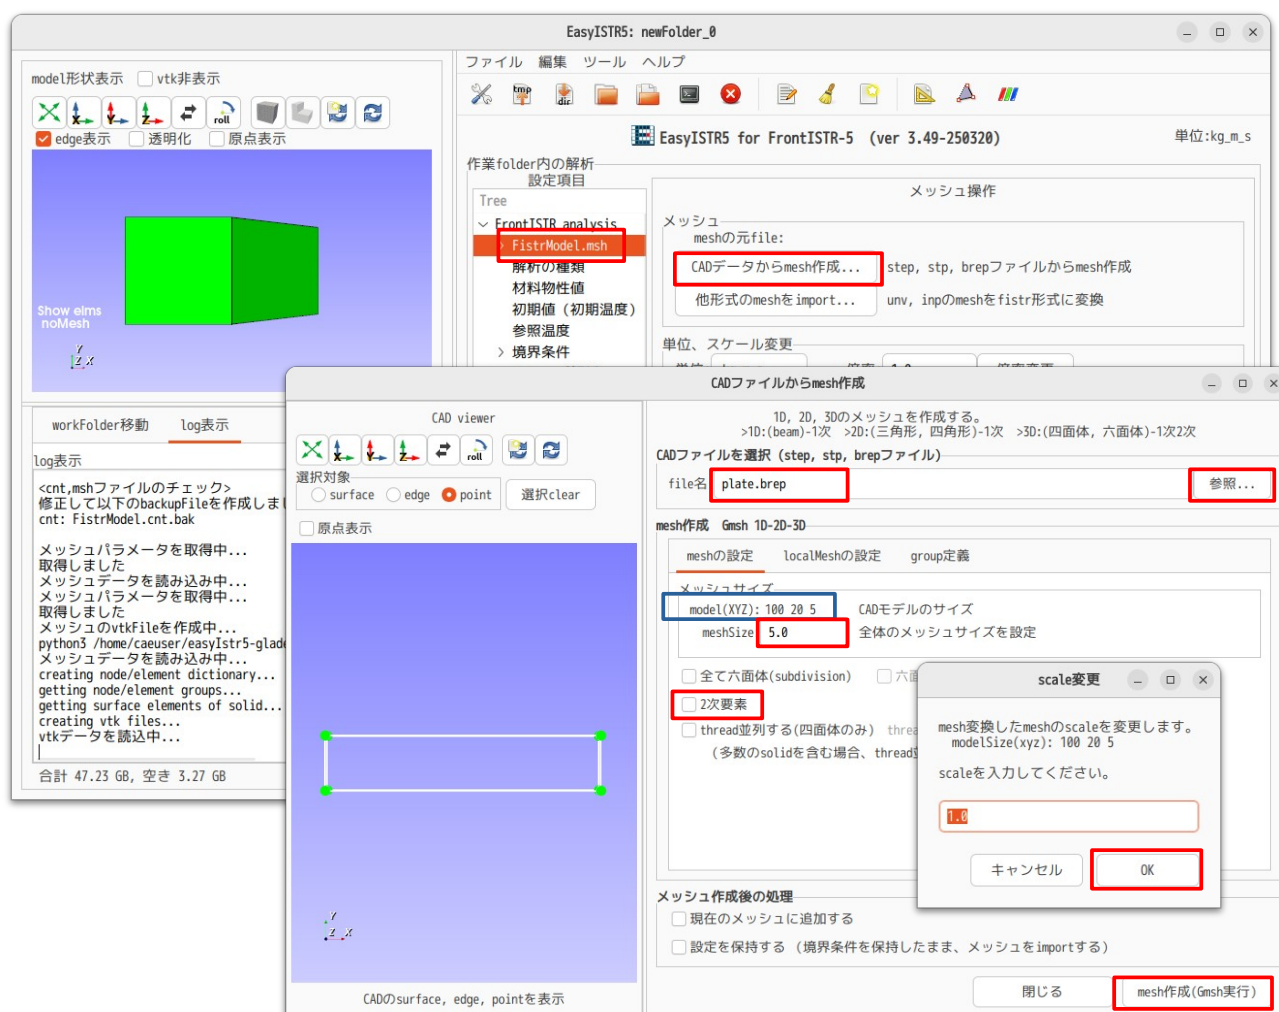 EasyISTR5: newFolder_0
model形状表示 vtk非表示
roll
edge表示 透明化 原点表示
Show elms
noMesh
Y
Z X
workFolder移動 log表示
log表示
<cnt,mshファイルのチェック>
修正して以下のbackupFileを作成しま
cnt: FistrModel.cnt.bak
メッシュパラメータを取得中...
取得しました
メッシュデータを読み込み中...
メッシュパラメータを取得中...
取得しました
メッシュのvtkFileを作成中...
python3 /home/caeuser/easyIstr5-glade
メッシュデータを読み込み中...
creating node/element dictionary...
getting node/element groups...
getting surface elements of solid...
creating vtk files...
vtkデータを読込中...
合計 47.23 GB, 空き 3.27 GB
ファイル 編集 ツール ヘルプ
tmp
dir
EasyISTR5 for FrontISTR-5 (ver 3.49-250320)
単位:kg_m_s
作業folder内の解析
設定項目
Tree
FrontISTR analysis
FistrModel.msh
解析の種類
材料物性値
初期値(初期温度)
参照温度
境界条件
メッシュ操作
メッシュ
meshの元file:
CADデータからmesh作成... step, stp, brepファイルからmesh作成
他形式のmeshをimport... unv, inpのmeshをfistr形式に変換
単位、スケール変更
CADファイルからmesh作成
CAD viewer
X Y Z roll
選択対象
surface edge point 選択clear
原点表示
Y
Z X
CADのsurface, edge, pointを表示
1D, 2D, 3Dのメッシュを作成する。
>1D:(beam)-1次 >2D:(三角形, 四角形)-1次 >3D:(四面体, 六面体)-1次2次
CADファイルを選択(step, stp, brepファイル)
file名 plate.brep 参照...
mesh作成 Gmsh 1D-2D-3D
meshの設定 localMeshの設定 group定義
メッシュサイズ
model(XYZ): 100 20 5 CADモデルのサイズ
meshSize 5.0 全体のメッシュサイズを設定
全て六面体(subdivision) 六面
2次要素
thread並列する(四面体のみ) threa
(多数のsolidを含む場合、thread
scale変更
mesh変換したmeshのscaleを変更します。
modelSize(xyz): 100 20 5
scaleを入力してください。
1.0
キャンセル OK
メッシュ作成後の処理
現在のメッシュに追加する
設定を保持する (境界条件を保持したまま、メッシュをimportする)
閉じる mesh作成(Gmsh実行)